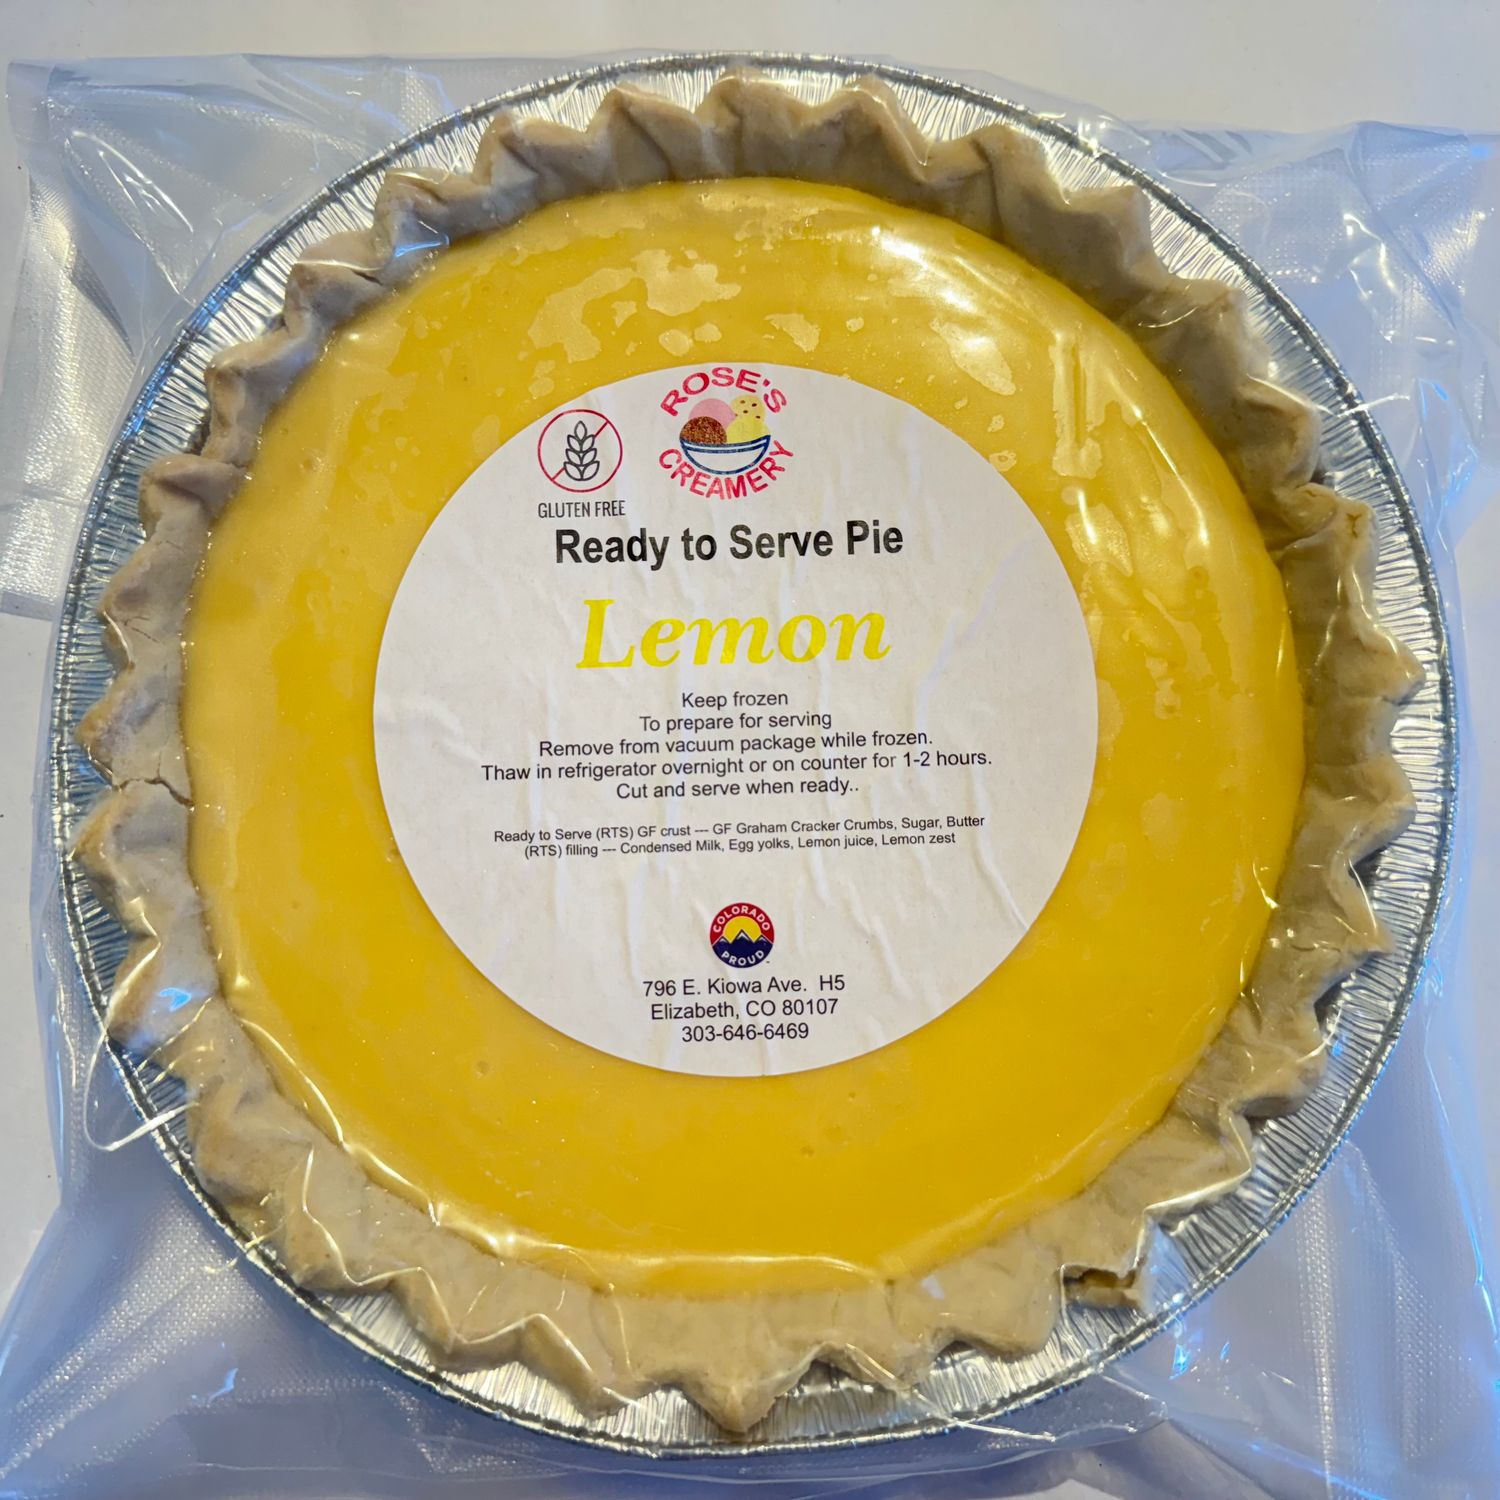 ROSE'S
CREAMERY
GLUTEN FREE
Ready to Serve Pie
Lemon
Keep frozen
To prepare for serving
Remove from vacuum package while frozen.
Thaw in refrigerator overnight or on counter for 1-2 hours.
Cut and serve when ready..
Ready to Serve (RTS) GF crust --- GF Graham Cracker Crumbs, Sugar, Butter
(RTS) filling --- Condensed Milk, Egg yolks, Lemon juice, Lemon zest
COLORADO
PROUD
796 E. Kiowa Ave. H5
Elizabeth, CO 80107
303-646-6469